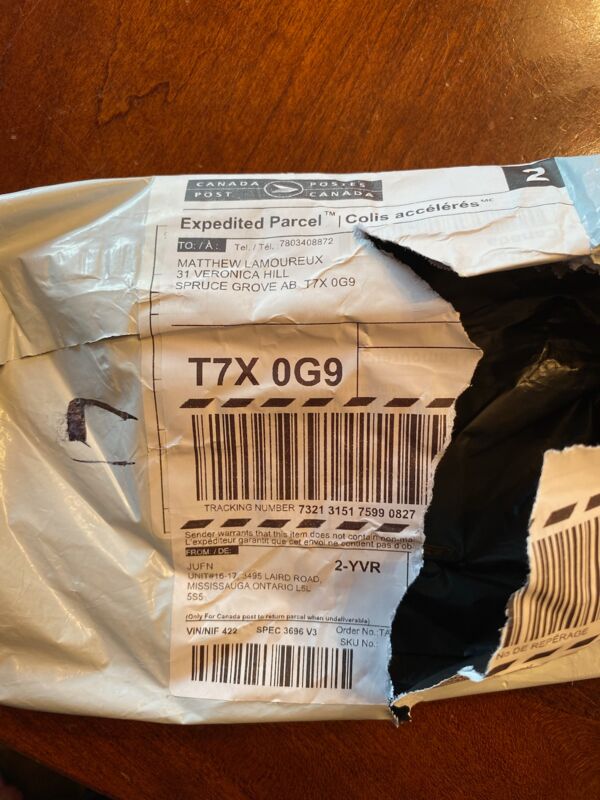 CANADA POSTES
POST CANADA
2
Expedited Parcel™ | Colis accélérés MC
TO: / À : Tel. / Tél. 7803408872
MATTHEW LAMOUREUX
31 VERONICA HILL
SPRUCE GROVE AB T7X 0G9
T7X 0G9
TRACKING NUMBER 7321 3151 7599 0827
Sender warrants that this item does not contain non-ma
L'expéditeur garantit que cet envoi ne contient pas d'ob
FROM: / DE:
JUFN 2-YVR
UNIT#16-17, 3495 LAIRD ROAD,
MISSISSAUGA ONTARIO L5L
5S5
(Only For Canada post to return parcel when undeliverable)
VIN/NIF 422 SPEC 3696 V3 Order No.:TA
SKU No.:
No DE REPÉRAGE